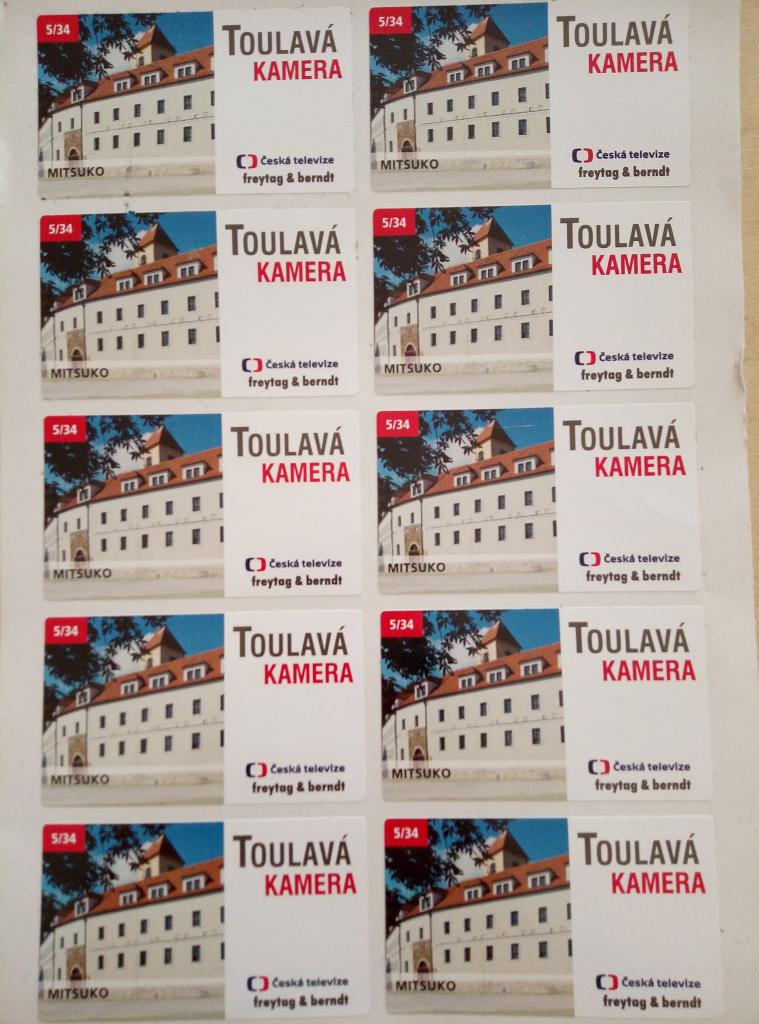 5/34
TOULAVÁ
KAMERA
MITSUKO
Česká televize
freytag & berndt
5/34
TOULAVÁ
KAMERA
MITSUKO
Česká televize
freytag & berndt
5/34
TOULAVÁ
KAMERA
MITSUKO
Česká televize
freytag & berndt
5/34
TOULAVÁ
KAMERA
MITSUKO
Česká televize
freytag & berndt
5/34
TOULAVÁ
KAMERA
MITSUKO
Česká televize
freytag & berndt
5/34
TOULAVÁ
KAMERA
MITSUKO
Česká televize
freytag & berndt
5/34
TOULAVÁ
KAMERA
MITSUKO
Česká televize
freytag & berndt
5/34
TOULAVÁ
KAMERA
MITSUKO
Česká televize
freytag & berndt
5/34
TOULAVÁ
KAMERA
MITSUKO
Česká televize
freytag & berndt
5/34
TOULAVÁ
KAMERA
MITSUKO
Česká televize
freytag & berndt